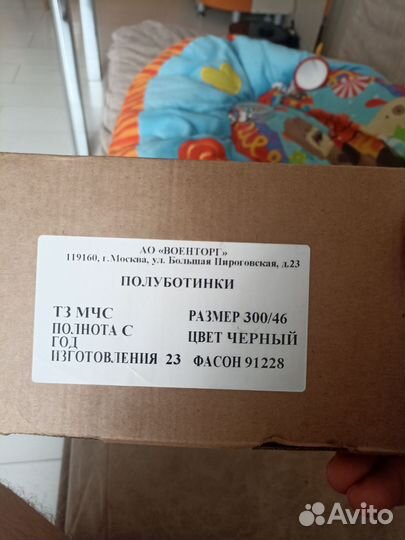 АО «ВОЕНТОРГ»
119160, г.Москва, ул. Большая Пироговская, д.23
ПОЛУБОТИНКИ
ТЗ МЧС РАЗМЕР 300/46
ПОЛНОТА С ЦВЕТ ЧЕРНЫЙ
ГОД
ИЗГОТОВЛЕНИЯ 23 ФАСОН 91228
Avito